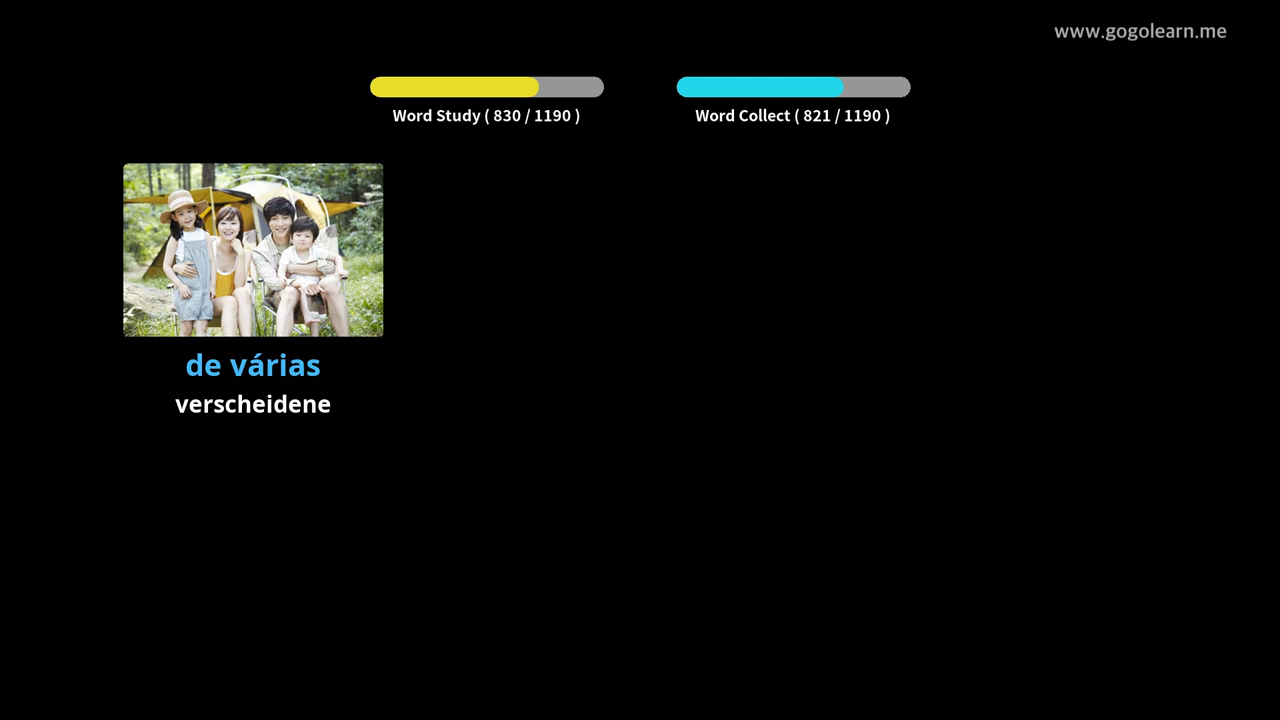 www.gogolearn.me
Word Study ( 830 / 1190 )
Word Collect ( 821 / 1190 )
de várias
verscheidene